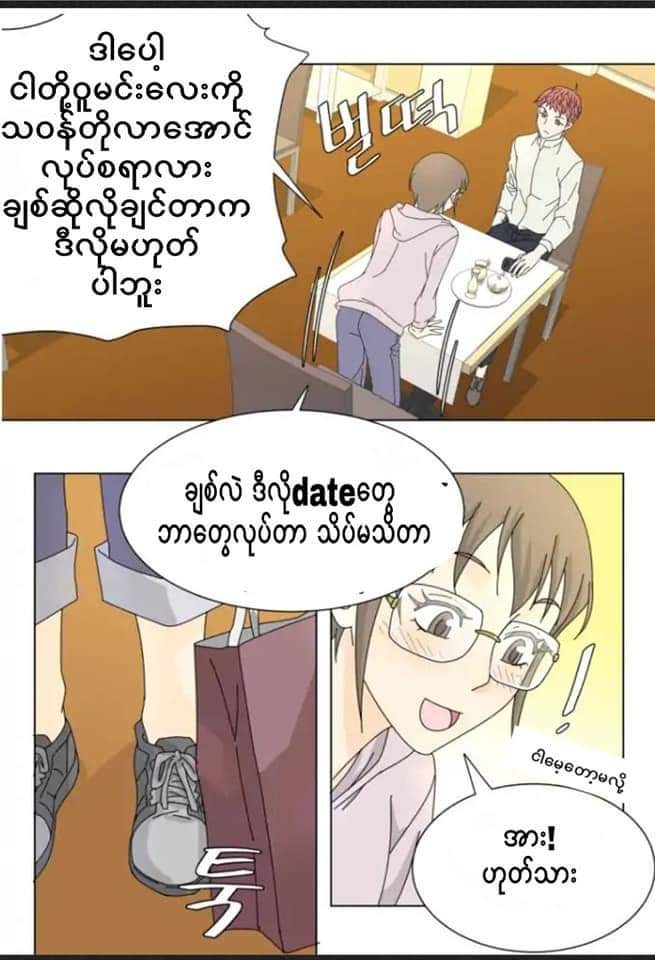 ဒါပေါ့
ငါတို့ဝူမင်းလေးကို
သဝန်တိုလာအောင်
လုပ်စရာလား
ချစ်ဆိုလိုချင်တာက
ဒီလိုမဟုတ်
ပါဘူး
벌떡
ချစ်လဲ ဒီလိုdateတွေ
ဘာတွေလုပ်တာ သိပ်မသိတာ
ငါမေ့တော့မလို့
အား!
ဟုတ်သား
툭